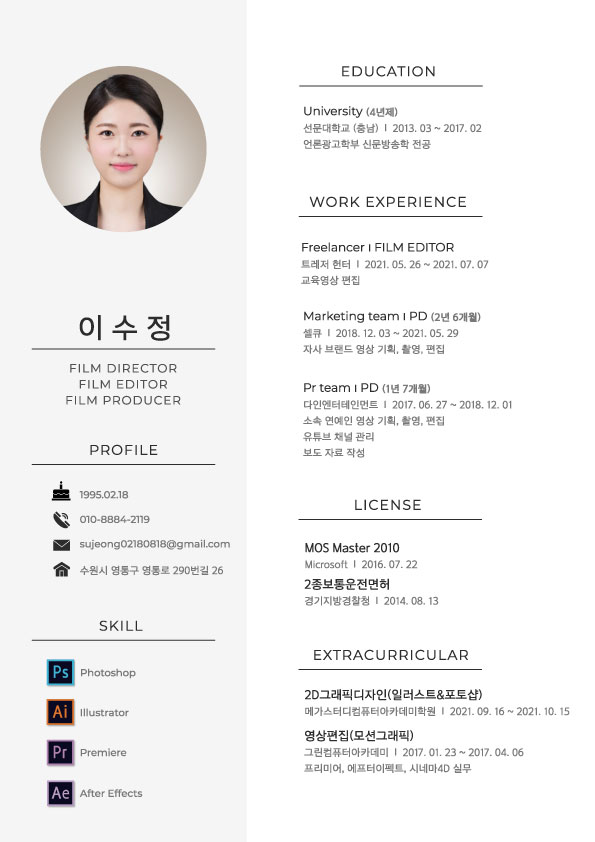 이수정
FILM DIRECTOR
FILM EDITOR
FILM PRODUCER
PROFILE
1995.02.18
010-8884-2119
sujeong02180818@gmail.com
수원시 영통구 영통로 290번길 26
SKILL
Ps Photoshop
Ai Illustrator
Pr Premiere
Ae After Effects
EDUCATION
University (4년제)
선문대학교 (충남) I 2013. 03 ~ 2017. 02
언론광고학부 신문방송학 전공
WORK EXPERIENCE
Freelancer I FILM EDITOR
트레저 헌터 I 2021. 05. 26 ~ 2021. 07. 07
교육영상 편집
Marketing team I PD (2년 6개월)
셀큐 I 2018. 12. 03 ~ 2021. 05. 29
자사 브랜드 영상 기획, 촬영, 편집
Pr team I PD (1년 7개월)
다인엔터테인먼트 I 2017. 06. 27 ~ 2018. 12. 01
소속 연예인 영상 기획, 촬영, 편집
유튜브 채널 관리
보도 자료 작성
LICENSE
MOS Master 2010
Microsoft I 2016. 07. 22
2종보통운전면허
경기지방경찰청 I 2014. 08. 13
EXTRACURRICULAR
2D그래픽디자인(일러스트&포토샵)
메가스터디컴퓨터아카데미학원 I 2021. 09. 16 ~ 2021. 10. 15
영상편집(모션그래픽)
그린컴퓨터아카데미 I 2017. 01. 23 ~ 2017. 04. 06
프리미어, 에프터이펙트, 시네마4D 실무